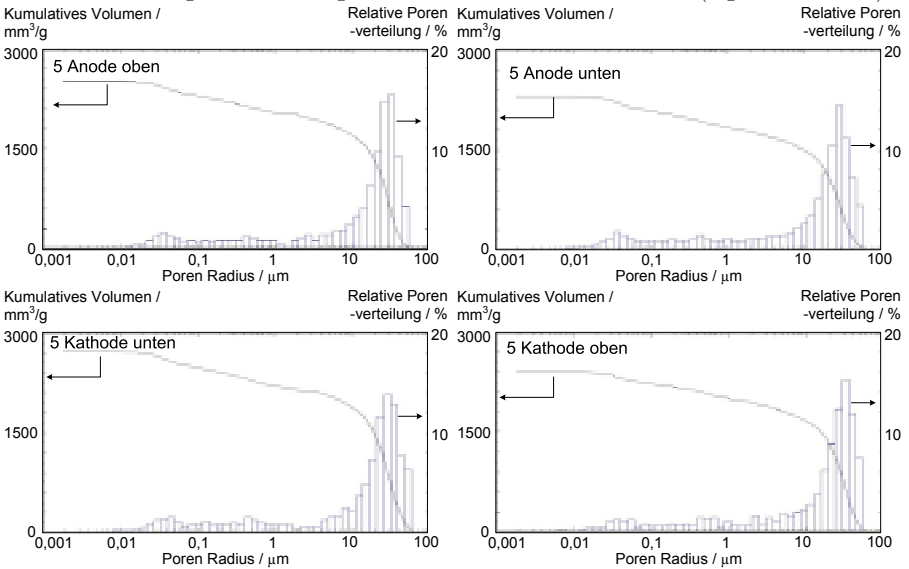 Kumulatives Volumen /
mm³/g
Relative Poren
-verteilung / %
5 Anode oben
3000
1500
0
20
10
0,001 0,01 0,1 1 10 100
Poren Radius / μm
Kumulatives Volumen /
mm³/g
Relative Poren
-verteilung / %
5 Anode unten
3000
1500
0
20
10
0,001 0,01 0,1 1 10 100
Poren Radius / μm
Kumulatives Volumen /
mm³/g
Relative Poren
-verteilung / %
5 Kathode unten
3000
1500
0
20
10
0,001 0,01 0,1 1 10 100
Poren Radius / μm
Kumulatives Volumen /
mm³/g
Relative Poren
-verteilung / %
5 Kathode oben
3000
1500
0
20
10
0,001 0,01 0,1 1 10 100
Poren Radius / μm